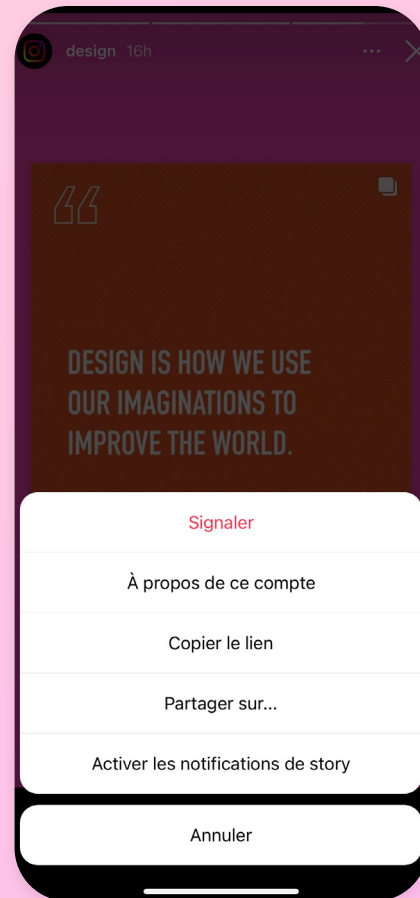 design 16h
“
DESIGN IS HOW WE USE
OUR IMAGINATIONS TO
IMPROVE THE WORLD.
Signaler
À propos de ce compte
Copier le lien
Partager sur...
Activer les notifications de story
Annuler